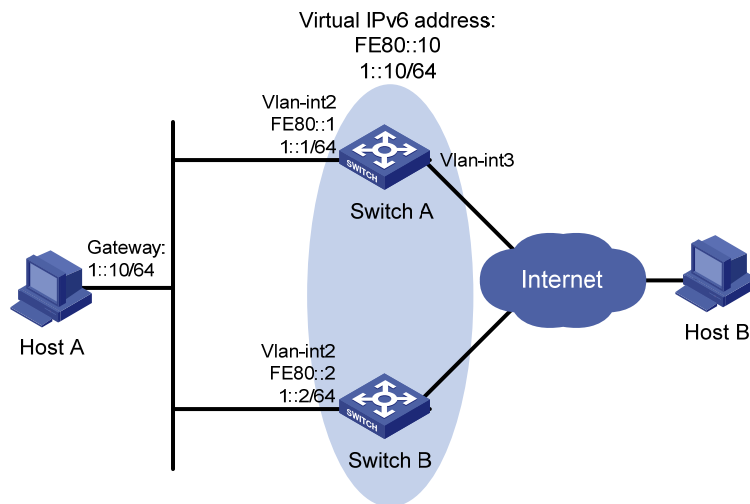 Virtual IPv6 address:
FE80::10
1::10/64
Vlan-int2
FE80::1
1::1/64
SWITCH
Vlan-int3
Switch A
Gateway:
1::10/64
Host A
Internet
Host B
Vlan-int2
FE80::2
1::2/64
SWITCH
Switch B